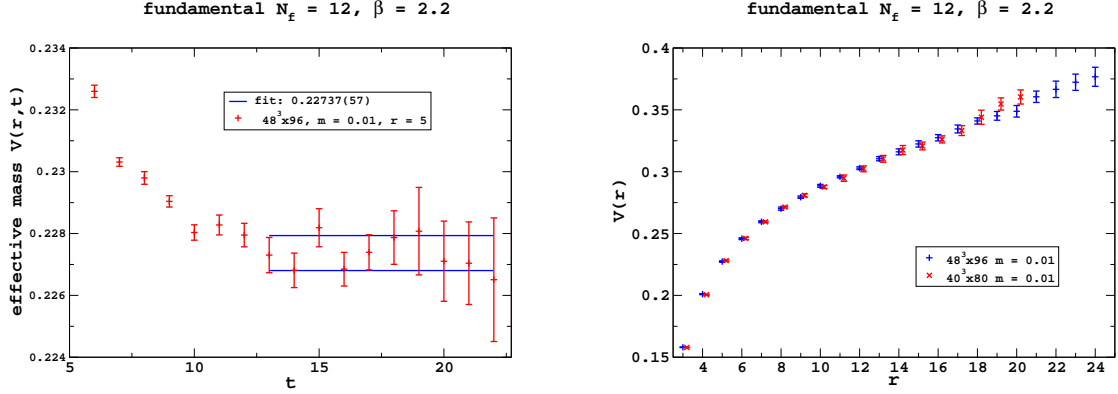 fundamental N_f = 12, β = 2.2
effective mass V(r,t)
0.234
0.232
0.23
0.228
0.226
0.224
fit: 0.22737(57)
48³x96, m = 0.01, r = 5
5 10 15 20
t
fundamental N_f = 12, β = 2.2
V(r)
0.4
0.35
0.3
0.25
0.2
0.15
48³x96 m = 0.01
40³x80 m = 0.01
4 6 8 10 12 14 16 18 20 22 24
r